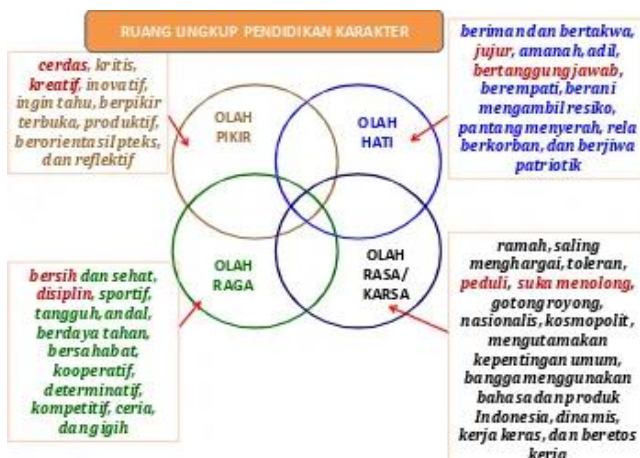 RUANG LINGKUP PENDIDIKAN KARAKTER
cerdas, kritis,
kreatif, inovatif,
ingin tahu, berpikir
terbuka, produktif,
berorientasi Ipteks,
dan reflektif
OLAH
PIKIR
OLAH
HATI
berimandan bertakwa,
jujur, amanah, adil,
bertanggung jawab,
berempati, berani
mengambil resiko,
pantang menyerah, rela
berkorban, dan berjiwa
patriotik
bersih dan sehat,
disiplin, sportif,
tangguh, andal,
berdaya tahan,
bersahabat,
kooperatif,
determinatif,
kompetitif, ceria,
dan gigih
OLAH
RAGA
OLAH
RASA/
KARSA
ramah, saling
menghargai, toleran,
peduli, suka menolong,
gotong royong,
nasionalis, kosmopolit,
mengutamakan
kepentingan umum,
bangga menggunakan
bahasa dan produk
Indonesia, dinamis,
kerja keras, dan beretos
kerja